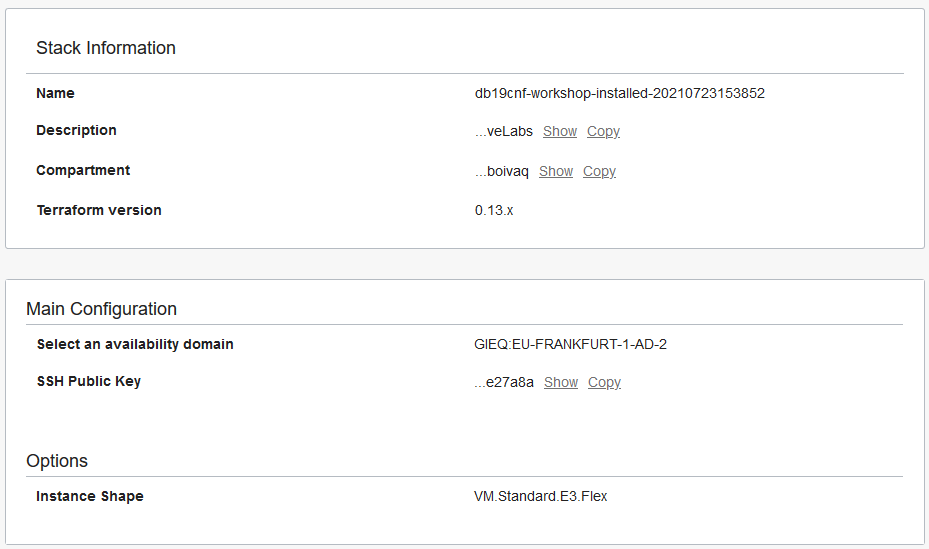 Stack Information
Name db19cnf-workshop-installed-20210723153852
Description ...veLabs Show Copy
Compartment ...boivaq Show Copy
Terraform version 0.13.x
Main Configuration
Select an availability domain GIEQ:EU-FRANKFURT-1-AD-2
SSH Public Key ...e27a8a Show Copy
Options
Instance Shape VM.Standard.E3.Flex